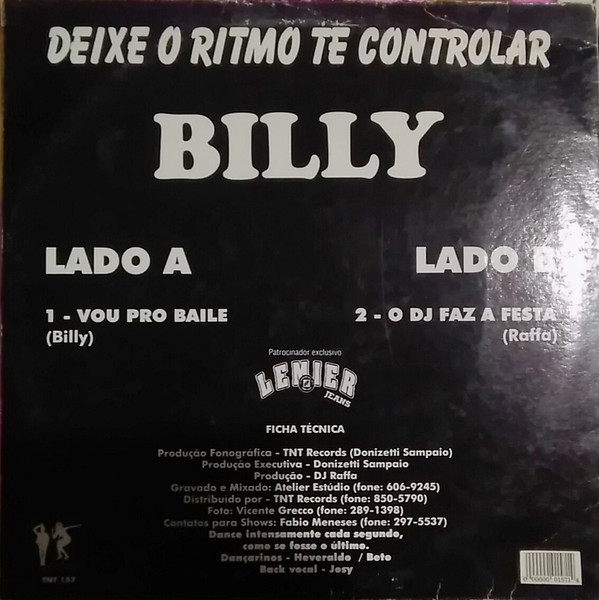 DEIXE O RITMO TE CONTROLAR
BILLY
LADO A
1 - VOU PRO BAILE
(Billy)
LADO B
2 - O DJ FAZ A FESTA
(Raffa)
Patrocinador exclusivo
LEMIER
JEANS
FICHA TÉCNICA
Produção Fonográfica - TNT Records (Donizetti Sampaio)
Produção Executiva - Donizetti Sampaio
Produção - DJ Raffa
Gravado e Mixado: Atelier Estúdio (fone: 606-9245)
Distribuido por - TNT Records (fone: 850-5790)
Foto: Vicente Grecco (fone: 289-1398)
Contatos para Shows: Fabio Meneses (fone: 297-5537)
Dance intensamente cada segundo,
como se fosse o último.
Dançarinos - Heveraldo / Beto
Back vocal - Josy